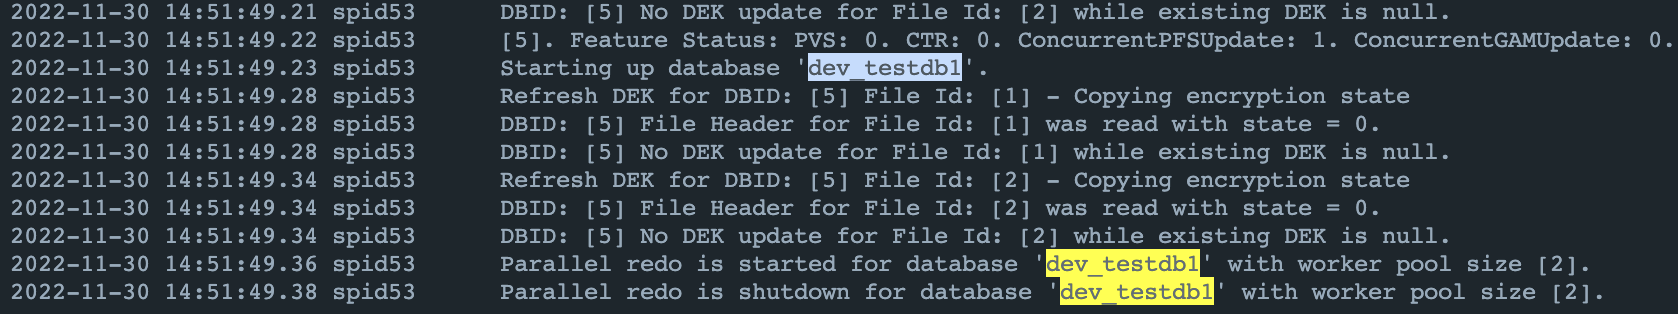 2022-11-30 14:51:49.21 spid53      DBID: [5] No DEK update for File Id: [2] while existing DEK is null.
2022-11-30 14:51:49.22 spid53      [5]. Feature Status: PVS: 0. CTR: 0. ConcurrentPFSUpdate: 1. ConcurrentGAMUpdate: 0.
2022-11-30 14:51:49.23 spid53      Starting up database 'dev_testdb1'.
2022-11-30 14:51:49.28 spid53      Refresh DEK for DBID: [5] File Id: [1] - Copying encryption state
2022-11-30 14:51:49.28 spid53      DBID: [5] File Header for File Id: [1] was read with state = 0.
2022-11-30 14:51:49.28 spid53      DBID: [5] No DEK update for File Id: [1] while existing DEK is null.
2022-11-30 14:51:49.34 spid53      Refresh DEK for DBID: [5] File Id: [2] - Copying encryption state
2022-11-30 14:51:49.34 spid53      DBID: [5] File Header for File Id: [2] was read with state = 0.
2022-11-30 14:51:49.34 spid53      DBID: [5] No DEK update for File Id: [2] while existing DEK is null.
2022-11-30 14:51:49.36 spid53      Parallel redo is started for database 'dev_testdb1' with worker pool size [2].
2022-11-30 14:51:49.38 spid53      Parallel redo is shutdown for database 'dev_testdb1' with worker pool size [2].